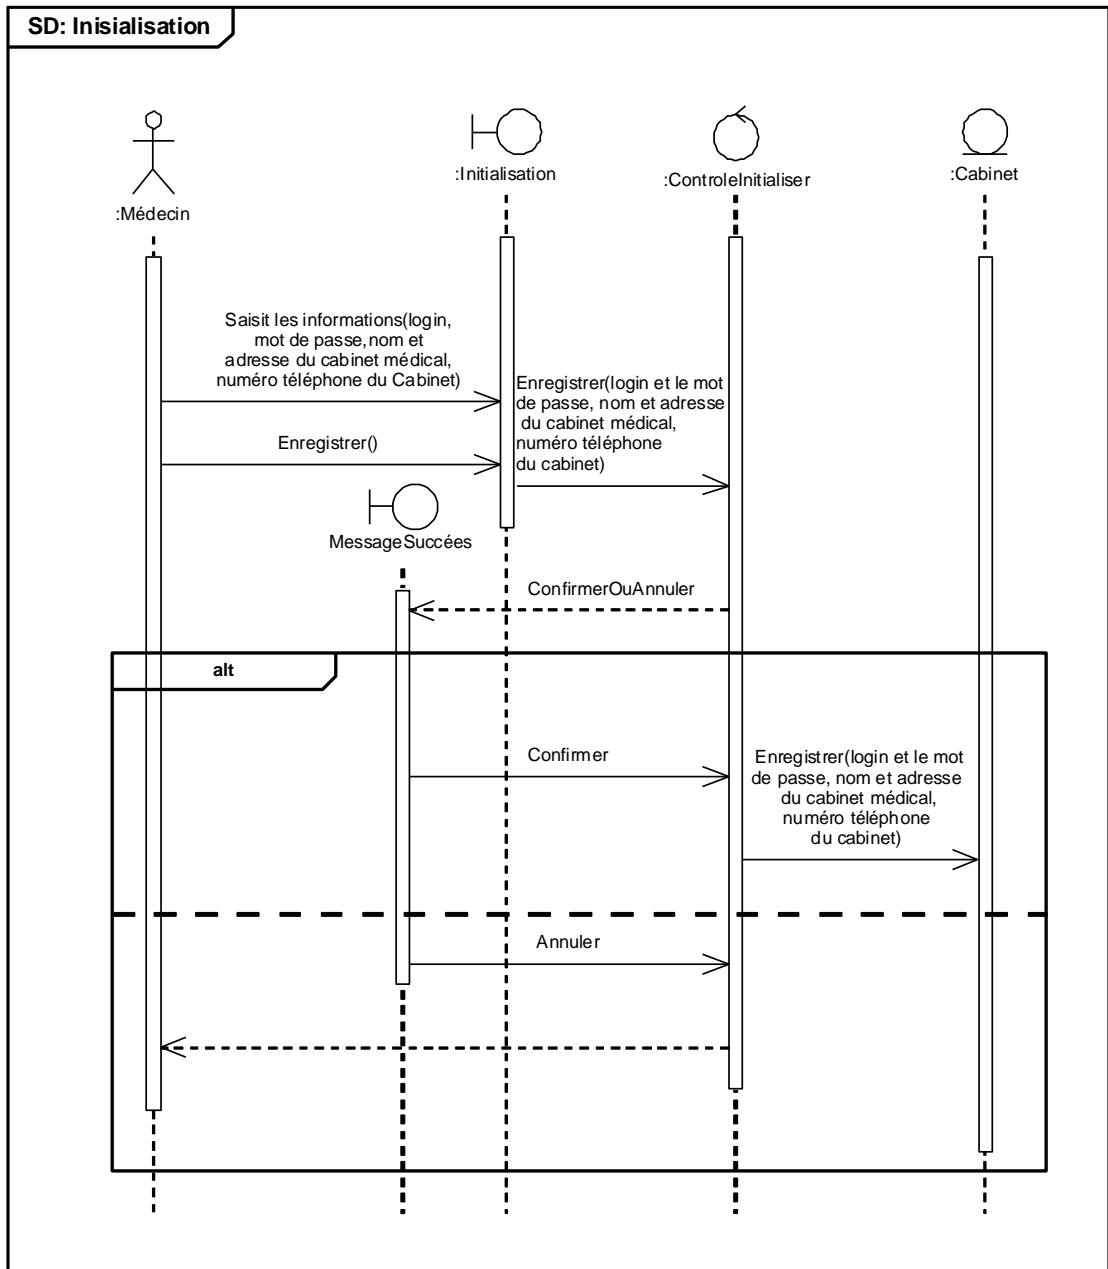 SD: Inisialisation
:Médecin
:Initialisation
:ControleInitialiser
:Cabinet
Saisit les informations(login,
mot de passe,nom et
adresse du cabinet médical,
numéro téléphone du Cabinet)
Enregistrer(login et le mot
de passe, nom et adresse
du cabinet médical,
numéro téléphone
du cabinet)
Enregistrer()
MessageSuccées
ConfirmerOuAnnuler
alt
Confirmer
Enregistrer(login et le mot
de passe, nom et adresse
du cabinet médical,
numéro téléphone
du cabinet)
Annuler